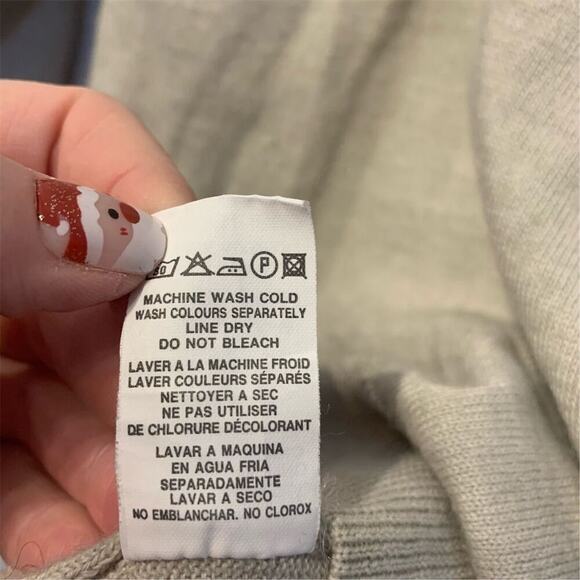 30 P
MACHINE WASH COLD
WASH COLOURS SEPARATELY
LINE DRY
DO NOT BLEACH
LAVER A LA MACHINE FROID
LAVER COULEURS SÉPARÉS
NETTOYER A SEC
NE PAS UTILISER
DE CHLORURE DÉCOLORANT
LAVAR A MAQUINA
EN AGUA FRIA
SEPARADAMENTE
LAVAR A SECO
NO EMBLANCHAR. NO CLOROX